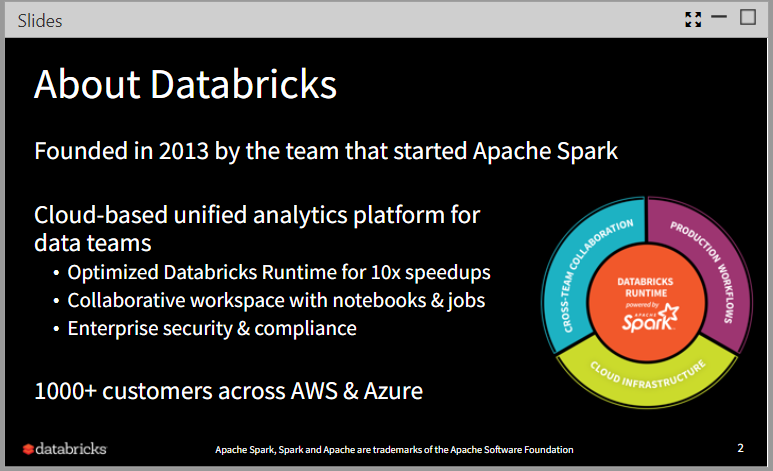 Slides
About Databricks
Founded in 2013 by the team that started Apache Spark
Cloud-based unified analytics platform for
data teams
• Optimized Databricks Runtime for 10x speedups
• Collaborative workspace with notebooks & jobs
• Enterprise security & compliance
1000+ customers across AWS & Azure
CROSS-TEAM COLLABORATION
PRODUCTION WORKFLOWS
DATABRICKS
RUNTIME
powered by
APACHE
Spark
CLOUD INFRASTRUCTURE
databricks
Apache Spark, Spark and Apache are trademarks of the Apache Software Foundation
2